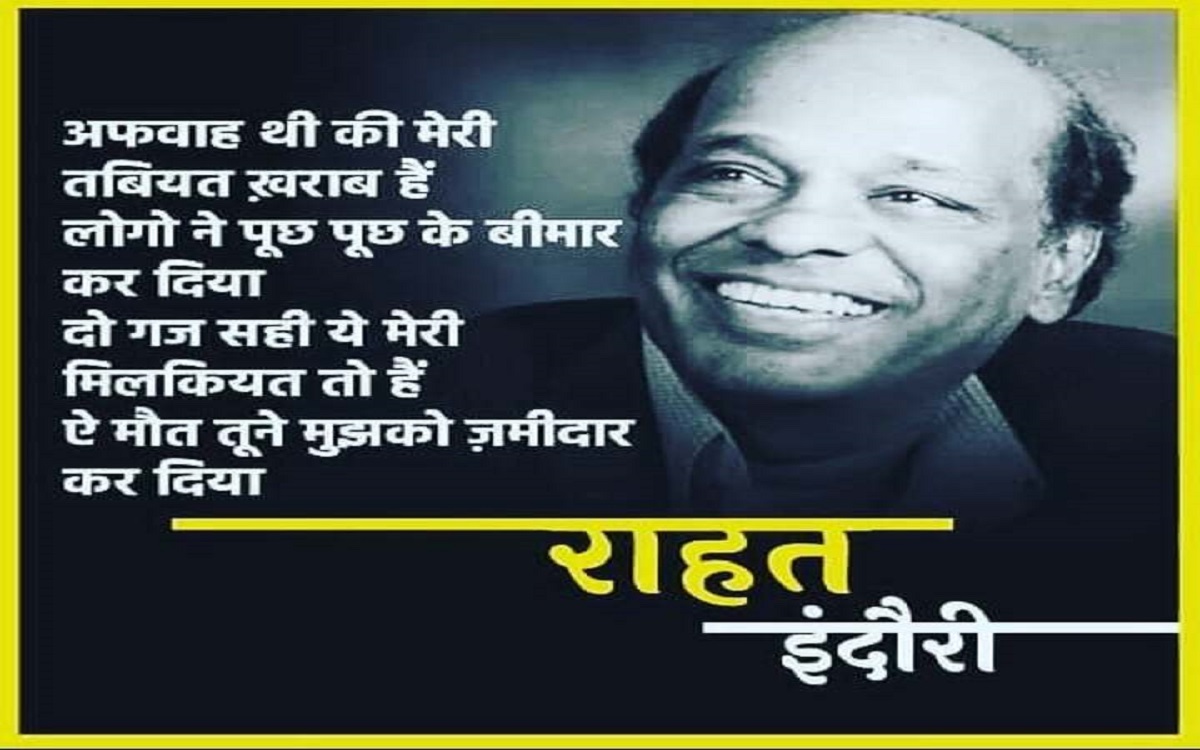 अफवाह थी की मेरी
तबियत ख़राब हैं
लोगो ने पूछ पूछ के बीमार
कर दिया
दो गज सही ये मेरी
मिलकियत तो हैं
ऐ मौत तूने मुझको ज़मीदार
कर दिया
राहत
इंदौरी